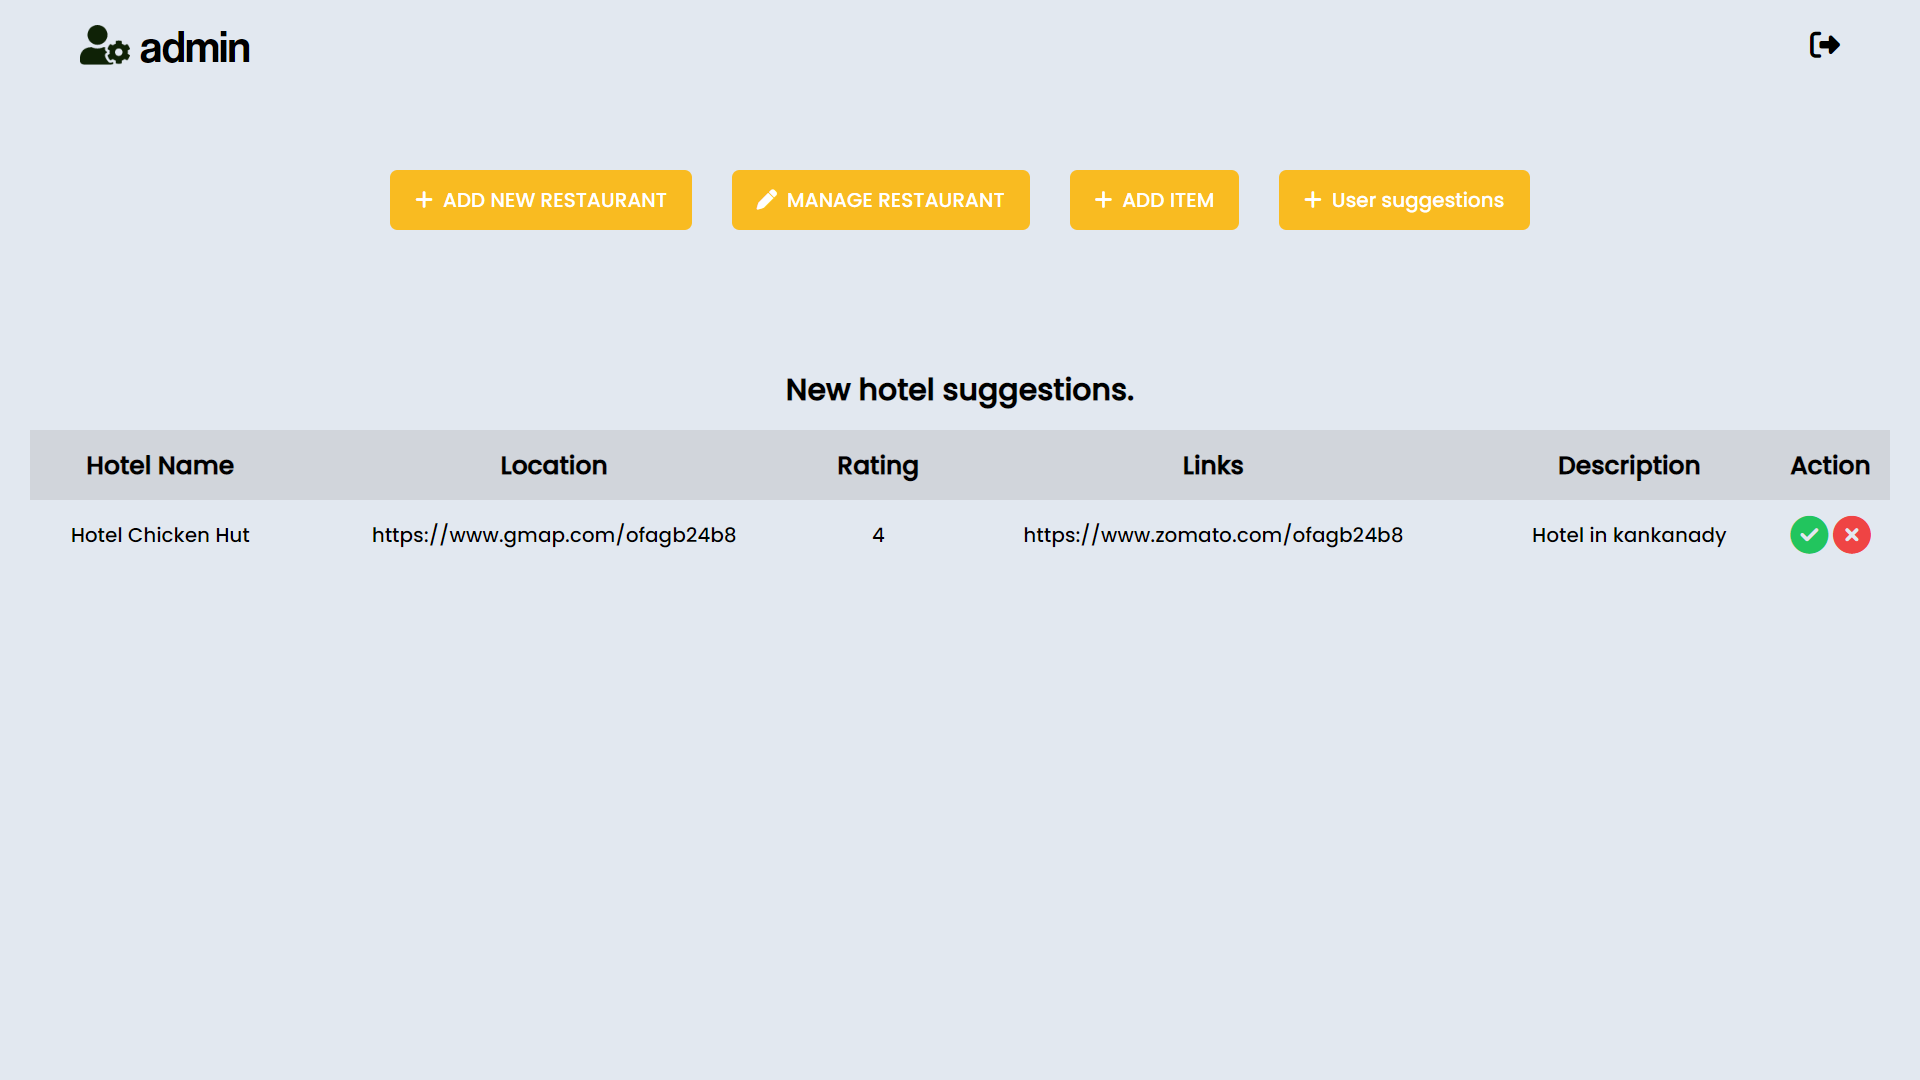 admin
ADD NEW RESTAURANT MANAGE RESTAURANT ADD ITEM User suggestions
New hotel suggestions.
Hotel Name Location Rating Links Description Action
Hotel Chicken Hut https://www.gmap.com/ofagb24b8 4 https://www.zomato.com/ofagb24b8 Hotel in kankanady